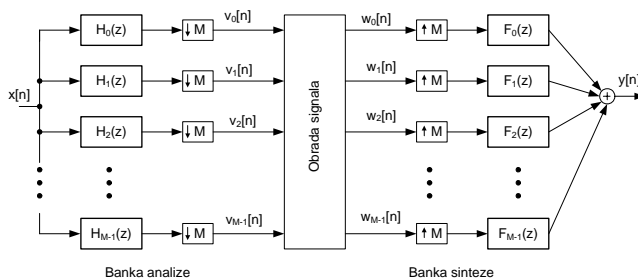 H0(z) ↓ M v0[n] w0[n] ↑ M F0(z)
H1(z) ↓ M v1[n] w1[n] ↑ M F1(z)
x[n] y[n]
+
H2(z) ↓ M v2[n] w2[n] ↑ M F2(z)
Obrada signala
HM-1(z) ↓ M vM-1[n] wM-1[n] ↑ M FM-1(z)
Banka analize Banka sinteze